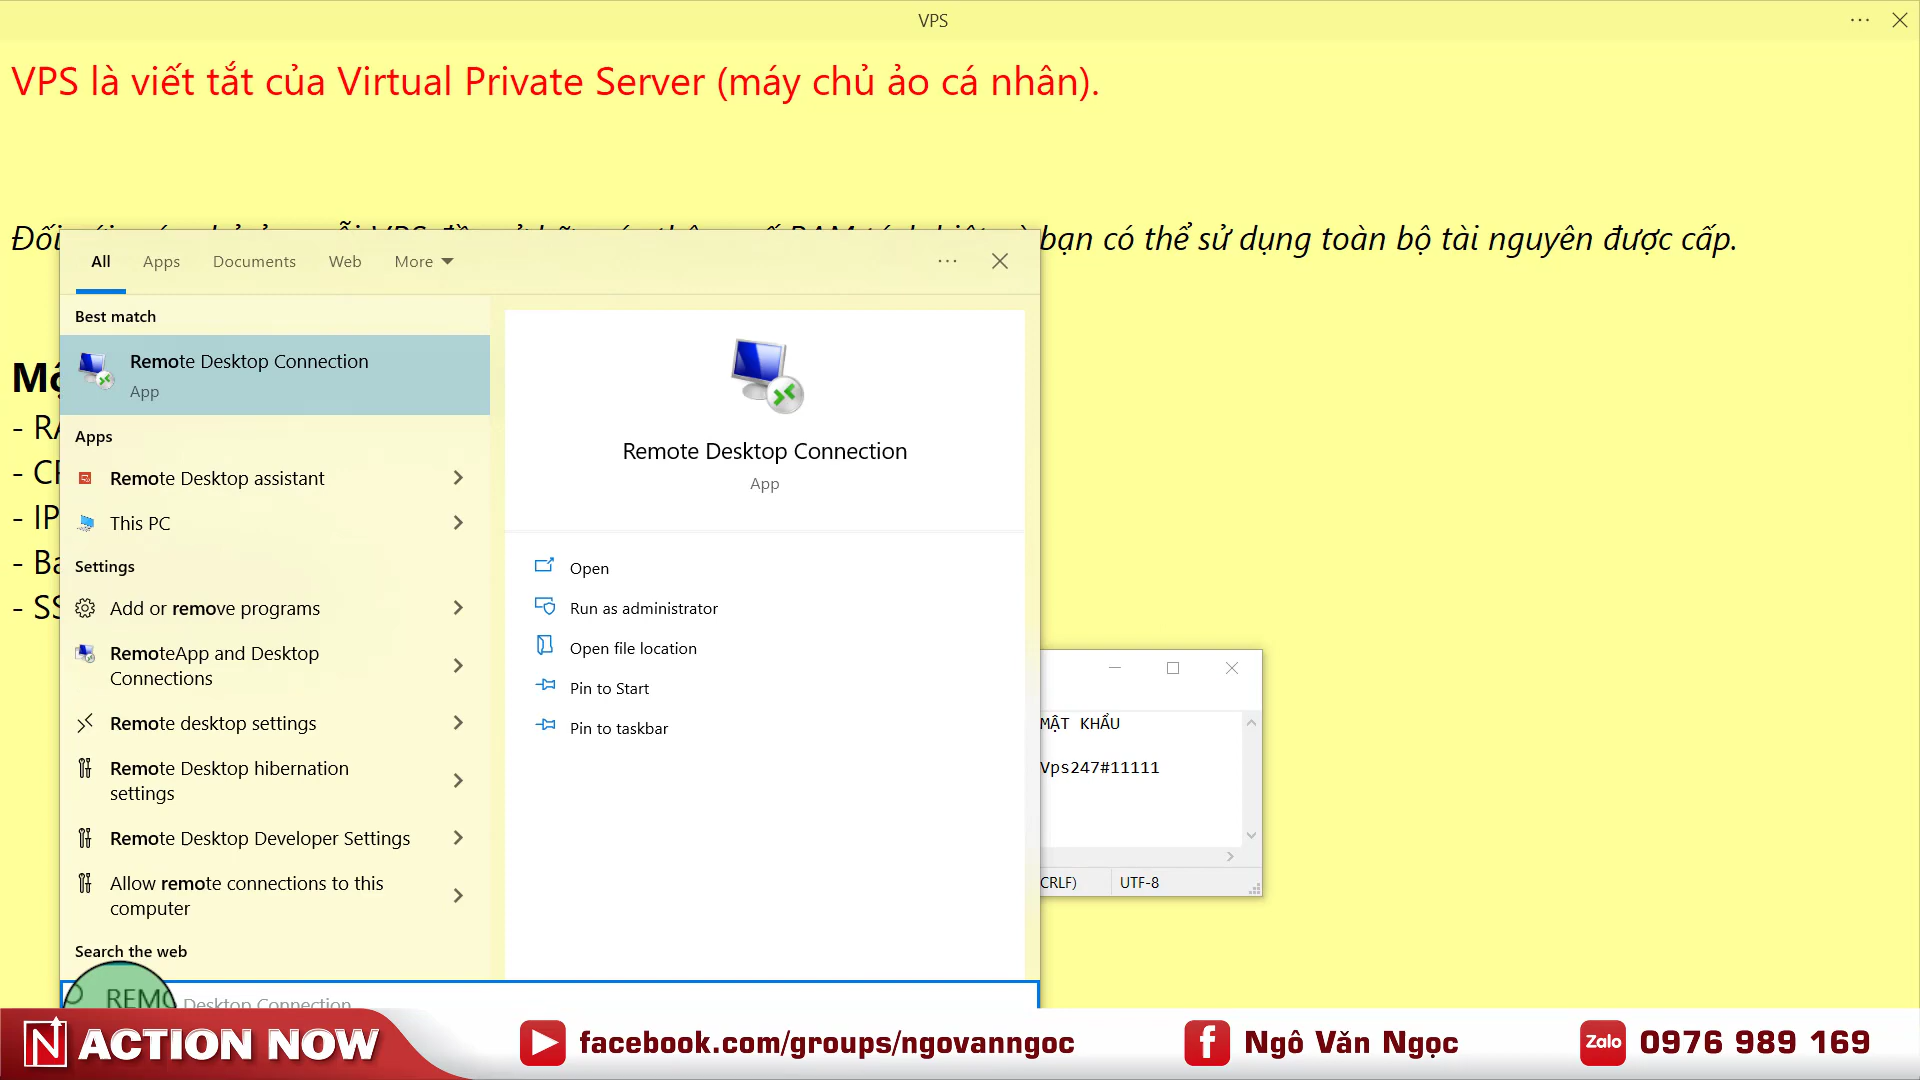 VPS
VPS là viết tắt của Virtual Private Server (máy chủ ảo cá nhân).
bạn có thể sử dụng toàn bộ tài nguyên được cấp.
All Apps Documents Web More
Best match
Remote Desktop Connection
App
Apps
Remote Desktop assistant
This PC
Settings
Add or remove programs
RemoteApp and Desktop
Connections
Remote desktop settings
Remote Desktop hibernation
settings
Remote Desktop Developer Settings
Allow remote connections to this
computer
Search the web
REMO Desktop Connection
Remote Desktop Connection
App
Open
Run as administrator
Open file location
Pin to Start
Pin to taskbar
- IP
MẬT KHẨU
Vps247#11111
CRLF) UTF-8
N ACTION NOW
facebook.com/groups/ngovanngoc
f Ngô Văn Ngọc
Zalo 0976 989 169